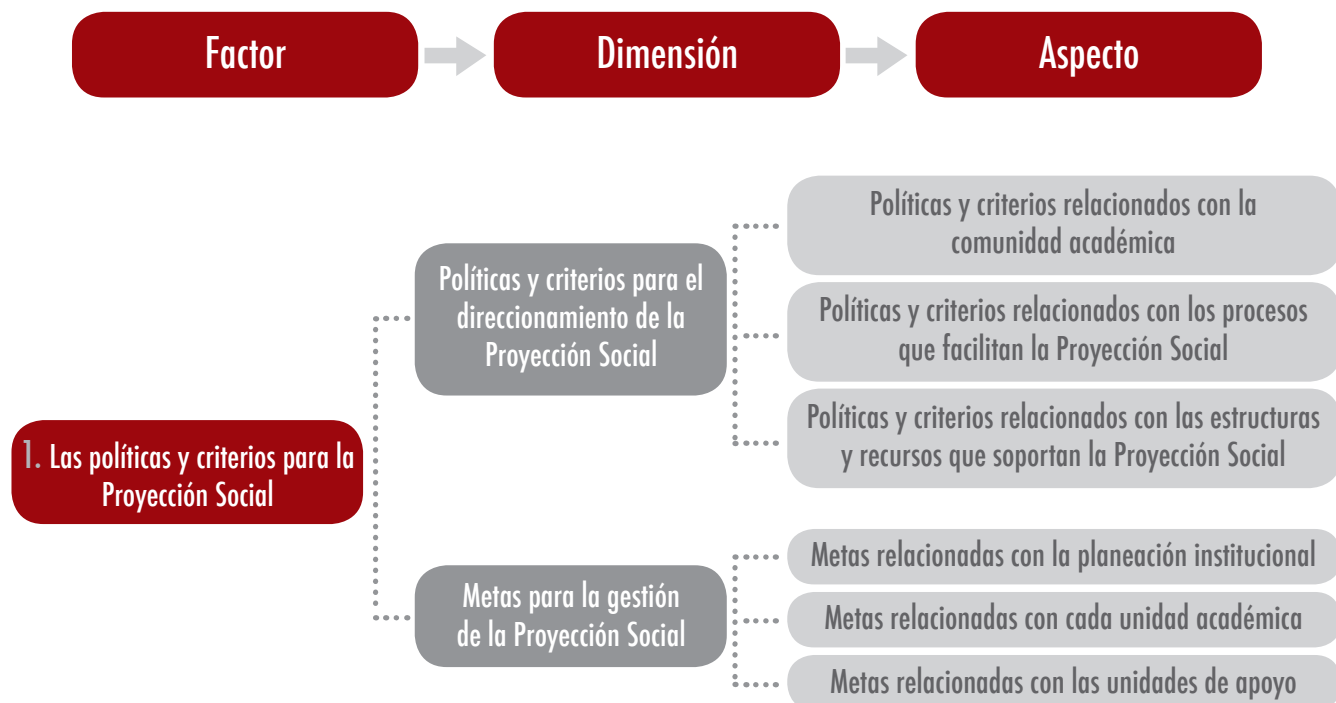 Factor
Dimensión
Aspecto
Políticas y criterios relacionados con la
comunidad académica
Políticas y criterios para el
direccionamiento de la
Proyección Social
Políticas y criterios relacionados con los procesos
que facilitan la Proyección Social
Políticas y criterios relacionados con las estructuras
y recursos que soportan la Proyección Social
1. Las políticas y criterios para la
Proyección Social
Metas para la gestión
de la Proyección Social
Metas relacionadas con la planeación institucional
Metas relacionadas con cada unidad académica
Metas relacionadas con las unidades de apoyo